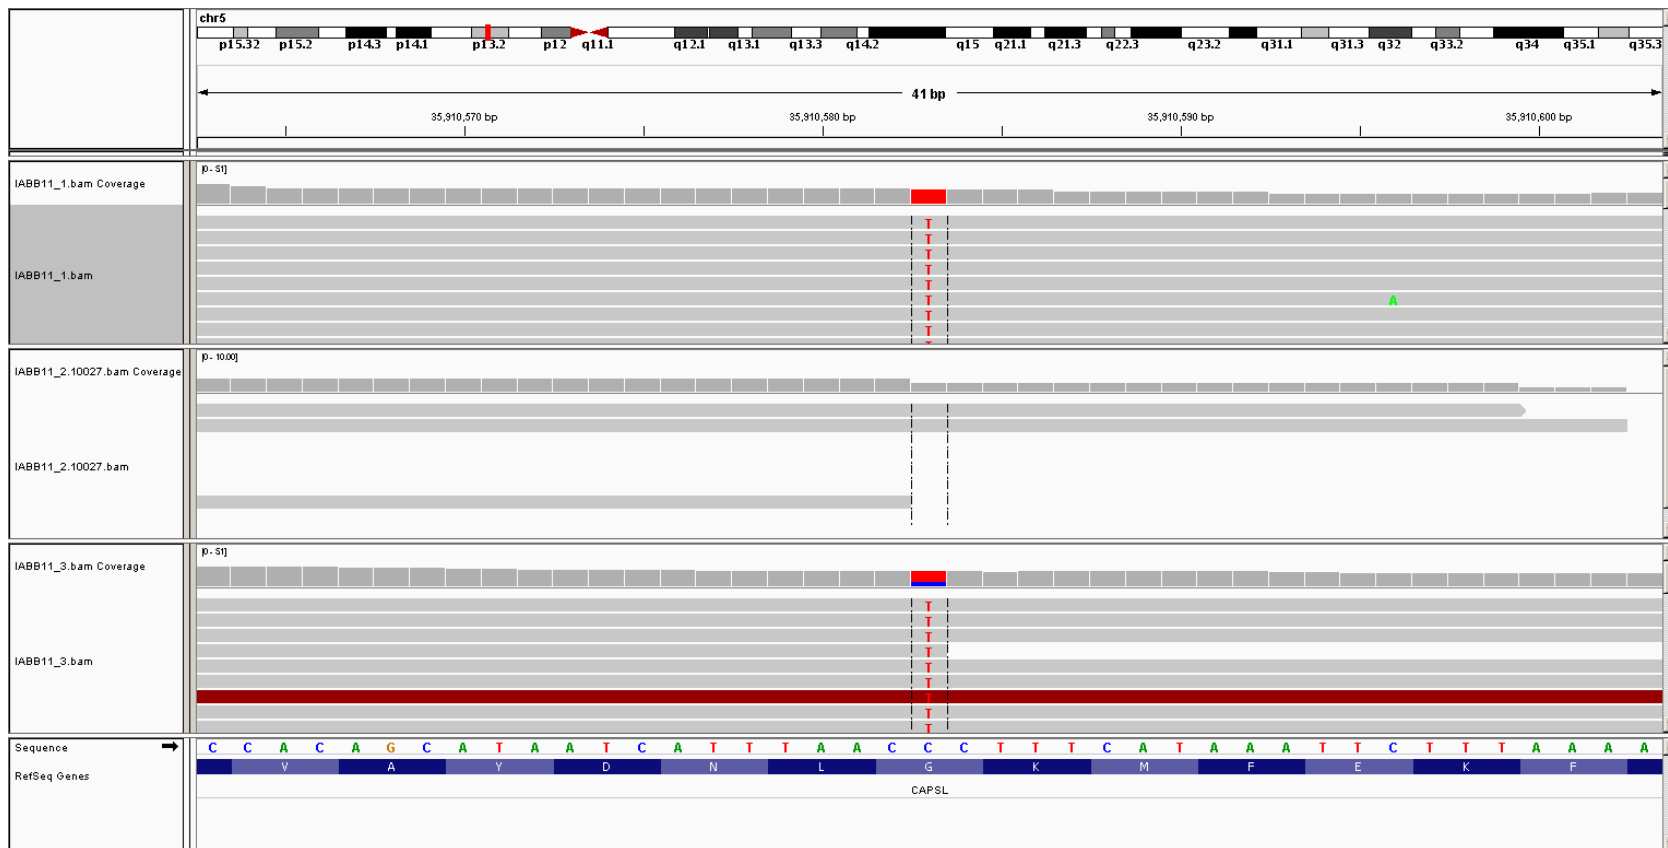 chr5
p15.32 p15.2 p14.3 p14.1 p13.2 p12 q11.1 q12.1 q13.1 q13.3 q14.2 q15 q21.1 q21.3 q22.3 q23.2 q31.1 q31.3 q32 q33.2 q34 q35.1 q35.3
41 bp
35,910,570 bp 35,910,580 bp 35,910,590 bp 35,910,600 bp
[0 - 51]
IABB11_1.bam Coverage
T
T
T
T
T
IABB11_1.bam
T A
T
T
T
[0 - 10.00]
IABB11_2.10027.bam Coverage
IABB11_2.10027.bam
[0 - 51]
IABB11_3.bam Coverage
T
T
T
T
T
IABB11_3.bam
T
T
T
T
Sequence C C A C A G C A T A A T C A T T T A A C C C T T T C A T A A A T T C T T T A A A A
RefSeq Genes V A Y D N L G K M F E K F
CAPSL